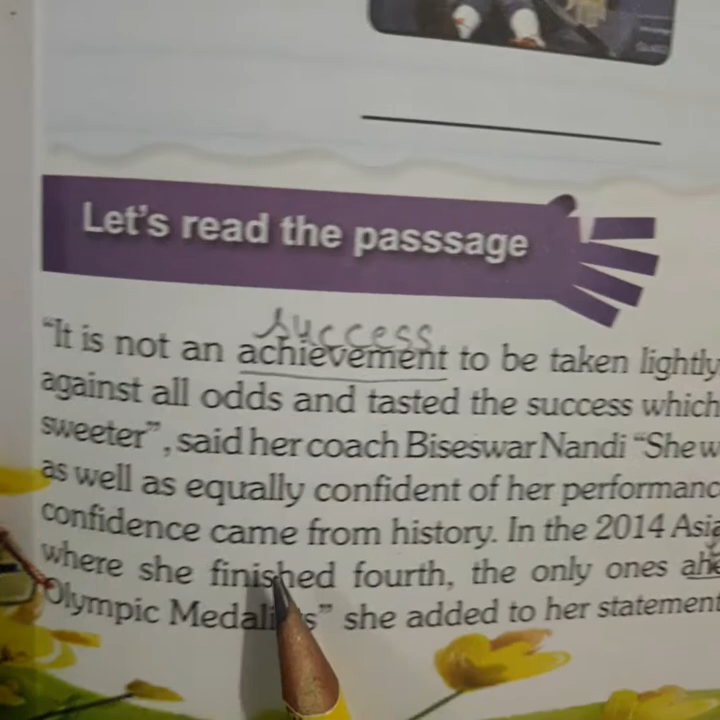 Let's read the passsage
success
"It is not an achievement to be taken lightly
against all odds and tasted the success which
sweeter", said her coach Biseswar Nandi "She w
as well as equally confident of her performanc
confidence came from history. In the 2014 Asia
where she finished fourth, the only ones ahe
Olympic she added to her statement